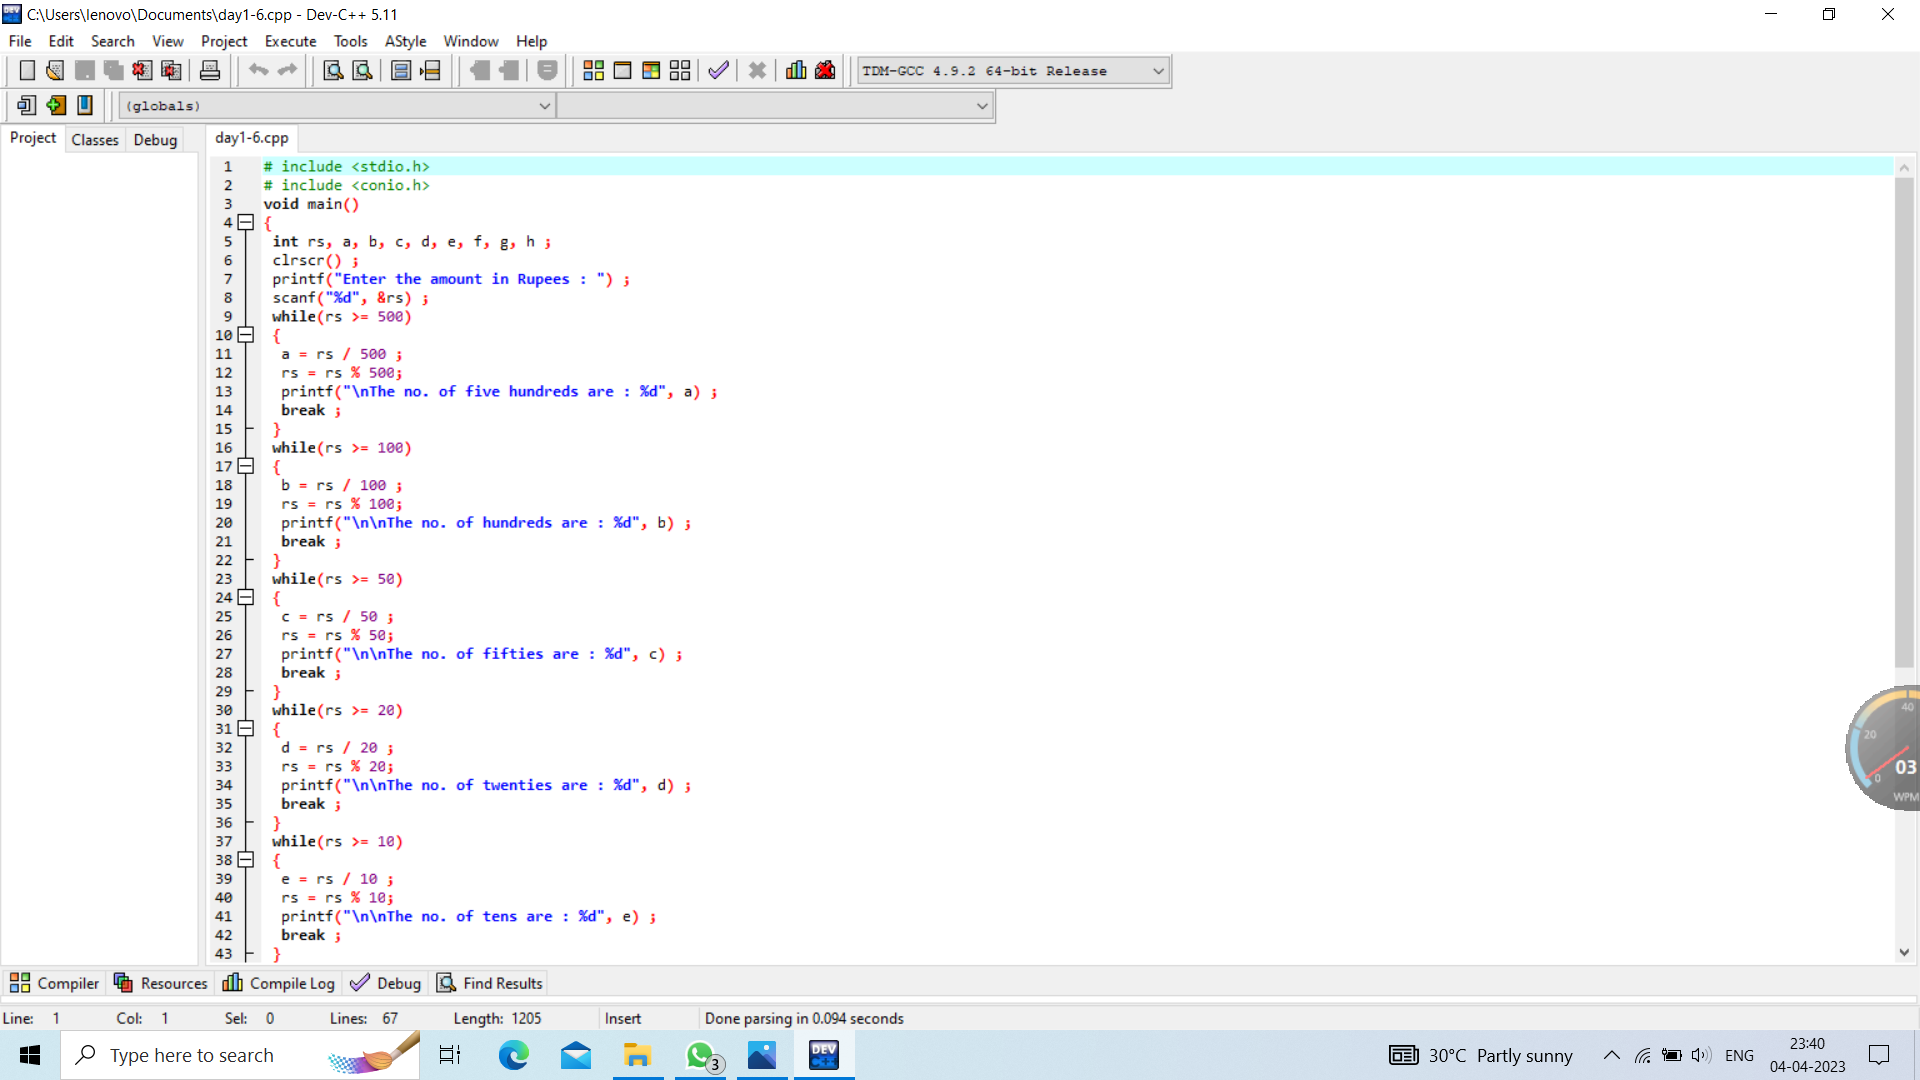 C:\Users\lenovo\Documents\day1-6.cpp - Dev-C++ 5.11
File Edit Search View Project Execute Tools AStyle Window Help
TDM-GCC 4.9.2 64-bit Release
(globals)
Project Classes Debug day1-6.cpp
1 # include <stdio.h>
2 # include <conio.h>
3 void main()
4 {
5 int rs, a, b, c, d, e, f, g, h ;
6 clrscr() ;
7 printf("Enter the amount in Rupees : ") ;
8 scanf("%d", &rs) ;
9 while(rs >= 500)
10 {
11 a = rs / 500 ;
12 rs = rs % 500;
13 printf("\nThe no. of five hundreds are : %d", a) ;
14 break ;
15 }
16 while(rs >= 100)
17 {
18 b = rs / 100 ;
19 rs = rs % 100;
20 printf("\n\nThe no. of hundreds are : %d", b) ;
21 break ;
22 }
23 while(rs >= 50)
24 {
25 c = rs / 50 ;
26 rs = rs % 50;
27 printf("\n\nThe no. of fifties are : %d", c) ;
28 break ;
29 }
30 while(rs >= 20)
31 {
32 d = rs / 20 ;
33 rs = rs % 20;
34 printf("\n\nThe no. of twenties are : %d", d) ;
35 break ;
36 }
37 while(rs >= 10)
38 {
39 e = rs / 10 ;
40 rs = rs % 10;
41 printf("\n\nThe no. of tens are : %d", e) ;
42 break ;
43 }
40
20
03
0
WPM
Compiler Resources Compile Log Debug Find Results
Line: 1 Col: 1 Sel: 0 Lines: 67 Length: 1205 Insert Done parsing in 0.094 seconds
Type here to search 3 DEV C++ 30°C Partly sunny ENG 23:40
04-04-2023